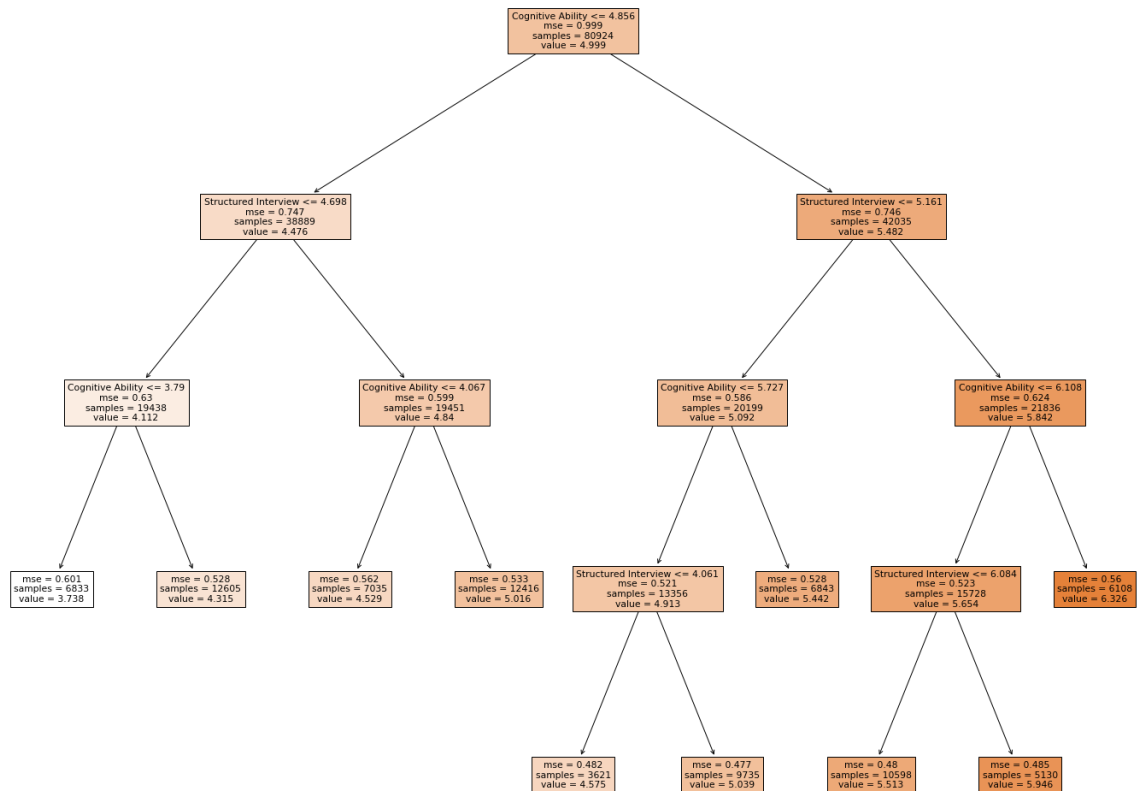 Cognitive Ability <= 4.856
mse = 0.999
samples = 80924
value = 4.999
Structured Interview <= 4.698
mse = 0.747
samples = 38889
value = 4.476
Structured Interview <= 5.161
mse = 0.746
samples = 42035
value = 5.482
Cognitive Ability <= 3.79
mse = 0.63
samples = 19438
value = 4.112
Cognitive Ability <= 4.067
mse = 0.599
samples = 19451
value = 4.84
Cognitive Ability <= 5.727
mse = 0.586
samples = 20199
value = 5.092
Cognitive Ability <= 6.108
mse = 0.624
samples = 21836
value = 5.842
mse = 0.601
samples = 6833
value = 3.738
mse = 0.528
samples = 12605
value = 4.315
mse = 0.562
samples = 7035
value = 4.529
mse = 0.533
samples = 12416
value = 5.016
Structured Interview <= 4.061
mse = 0.521
samples = 13356
value = 4.913
mse = 0.528
samples = 6843
value = 5.442
Structured Interview <= 6.084
mse = 0.523
samples = 15728
value = 5.654
mse = 0.56
samples = 6108
value = 6.326
mse = 0.482
samples = 3621
value = 4.575
mse = 0.477
samples = 9735
value = 5.039
mse = 0.48
samples = 10598
value = 5.513
mse = 0.485
samples = 5130
value = 5.946